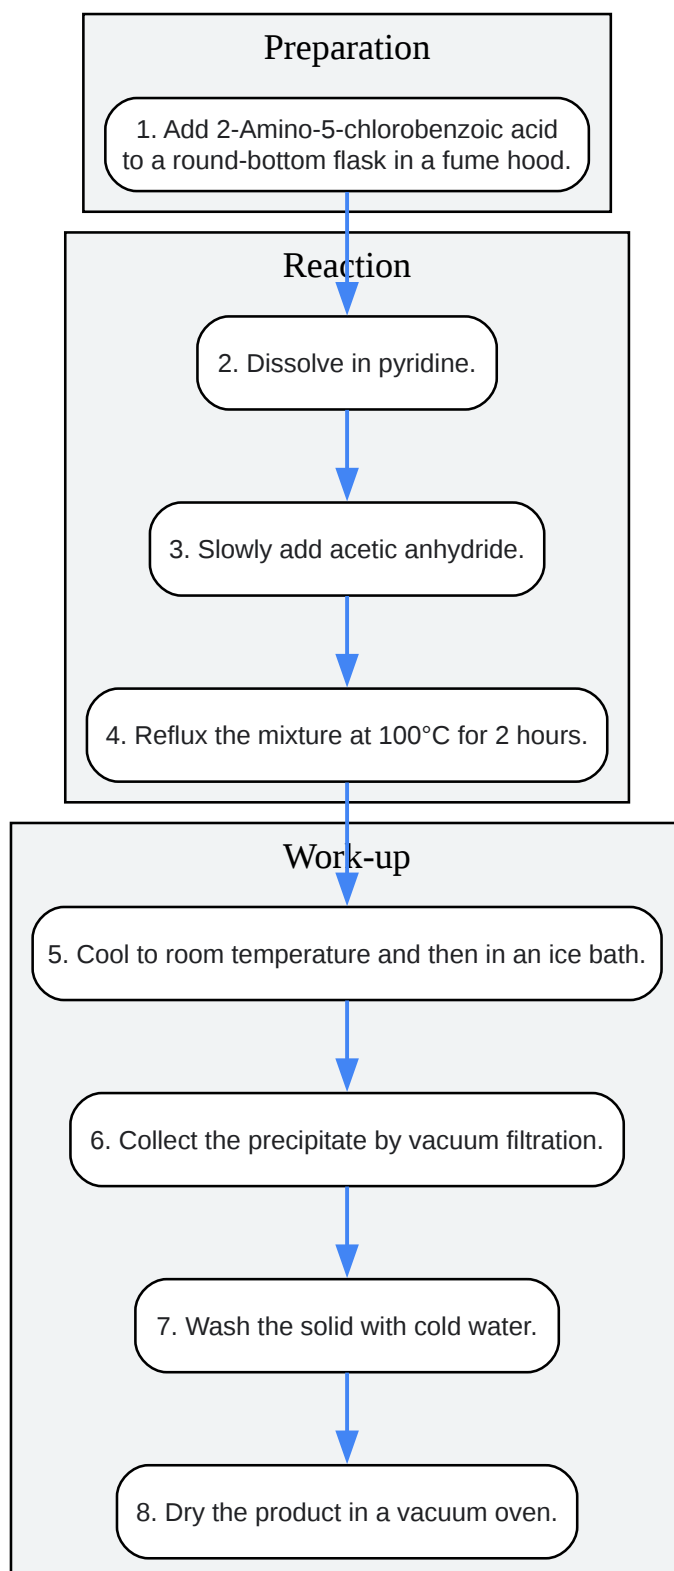 Preparation
1. Add 2-Amino-5-chlorobenzoic acid
to a round-bottom flask in a fume hood.
Reaction
2. Dissolve in pyridine.
3. Slowly add acetic anhydride.
4. Reflux the mixture at 100°C for 2 hours.
Work-up
5. Cool to room temperature and then in an ice bath.
6. Collect the precipitate by vacuum filtration.
7. Wash the solid with cold water.
8. Dry the product in a vacuum oven.